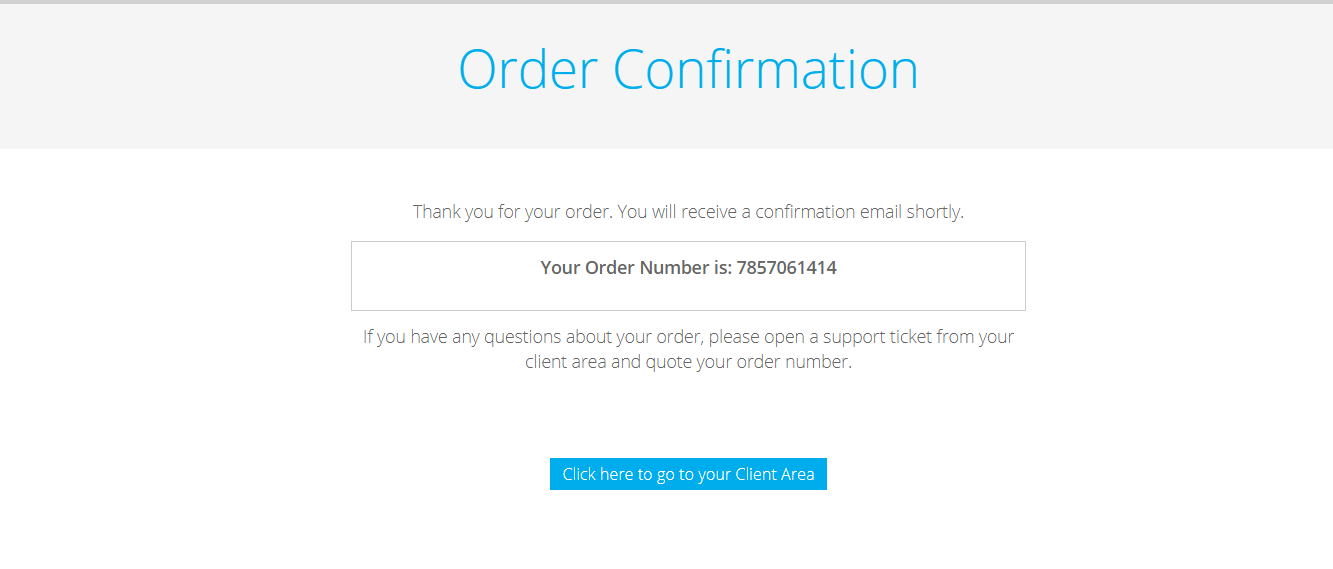 Order Confirmation
Thank you for your order. You will receive a confirmation email shortly.
Your Order Number is: 7857061414
If you have any questions about your order, please open a support ticket from your
client area and quote your order number.
Click here to go to your Client Area